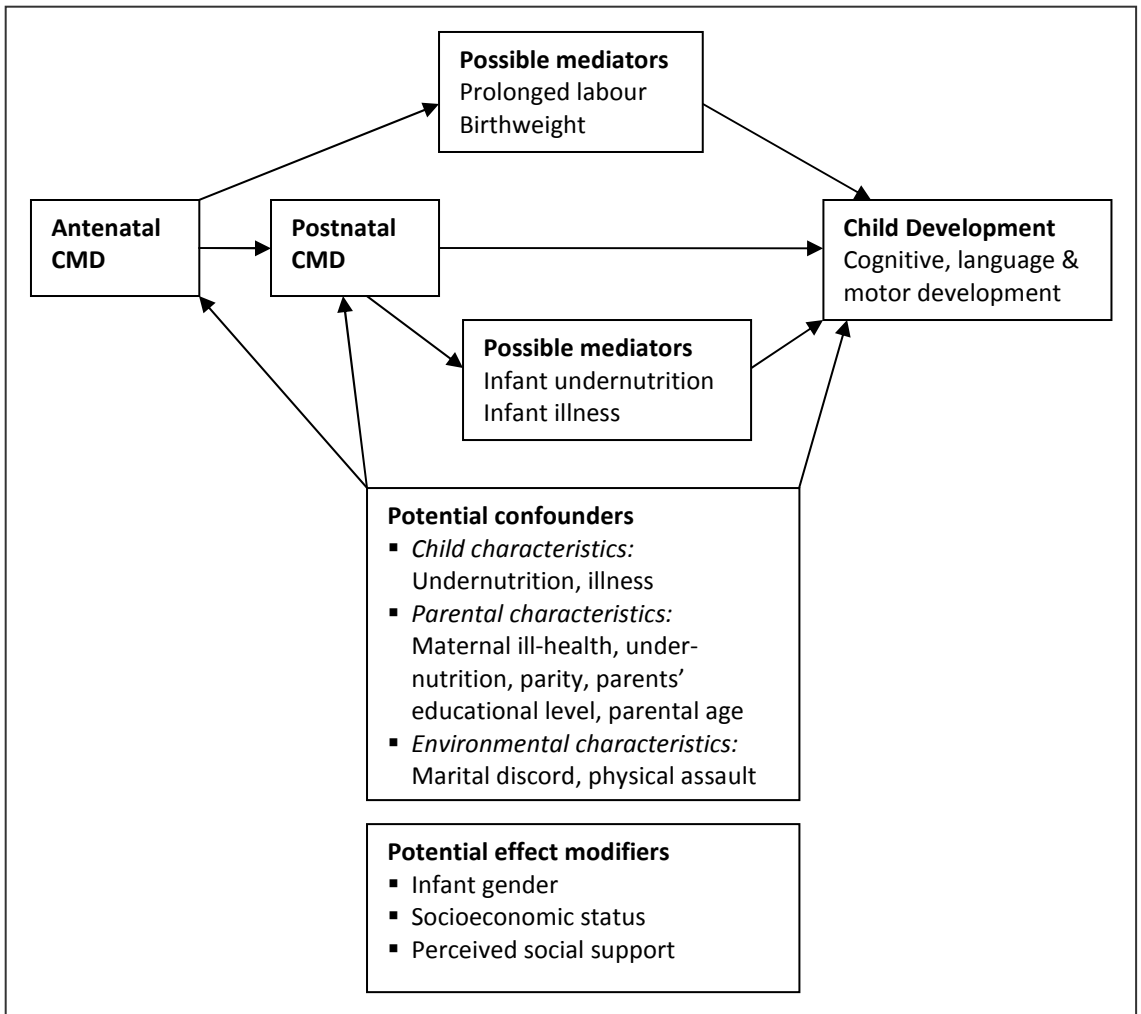 Possible mediators
Prolonged labour
Birthweight
Antenatal
CMD
Postnatal
CMD
Child Development
Cognitive, language &
motor development
Possible mediators
Infant undernutrition
Infant illness
Potential confounders
▪ Child characteristics:
Undernutrition, illness
▪ Parental characteristics:
Maternal ill-health, under-
nutrition, parity, parents’
educational level, parental age
▪ Environmental characteristics:
Marital discord, physical assault
Potential effect modifiers
▪ Infant gender
▪ Socioeconomic status
▪ Perceived social support